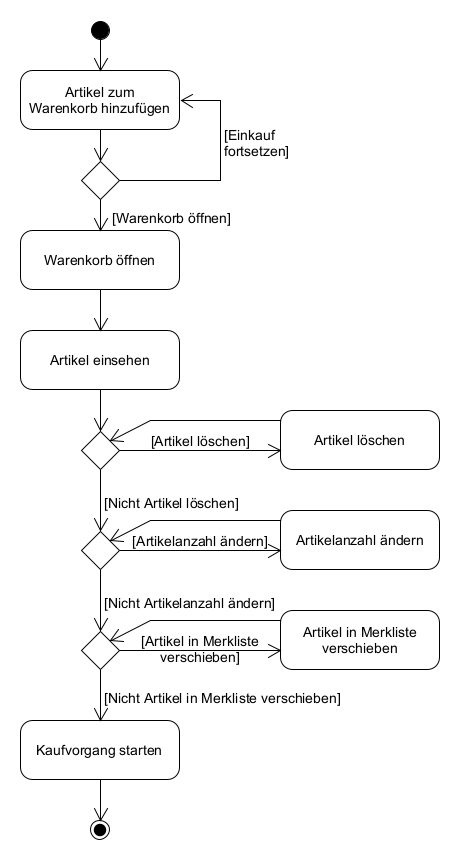 Artikel zum
Warenkorb hinzufügen
[Einkauf
fortsetzen]
[Warenkorb öffnen]
Warenkorb öffnen
Artikel einsehen
[Artikel löschen]
Artikel löschen
[Nicht Artikel löschen]
[Artikelanzahl ändern]
Artikelanzahl ändern
[Nicht Artikelanzahl ändern]
[Artikel in Merkliste
verschieben]
Artikel in Merkliste
verschieben
[Nicht Artikel in Merkliste verschieben]
Kaufvorgang starten